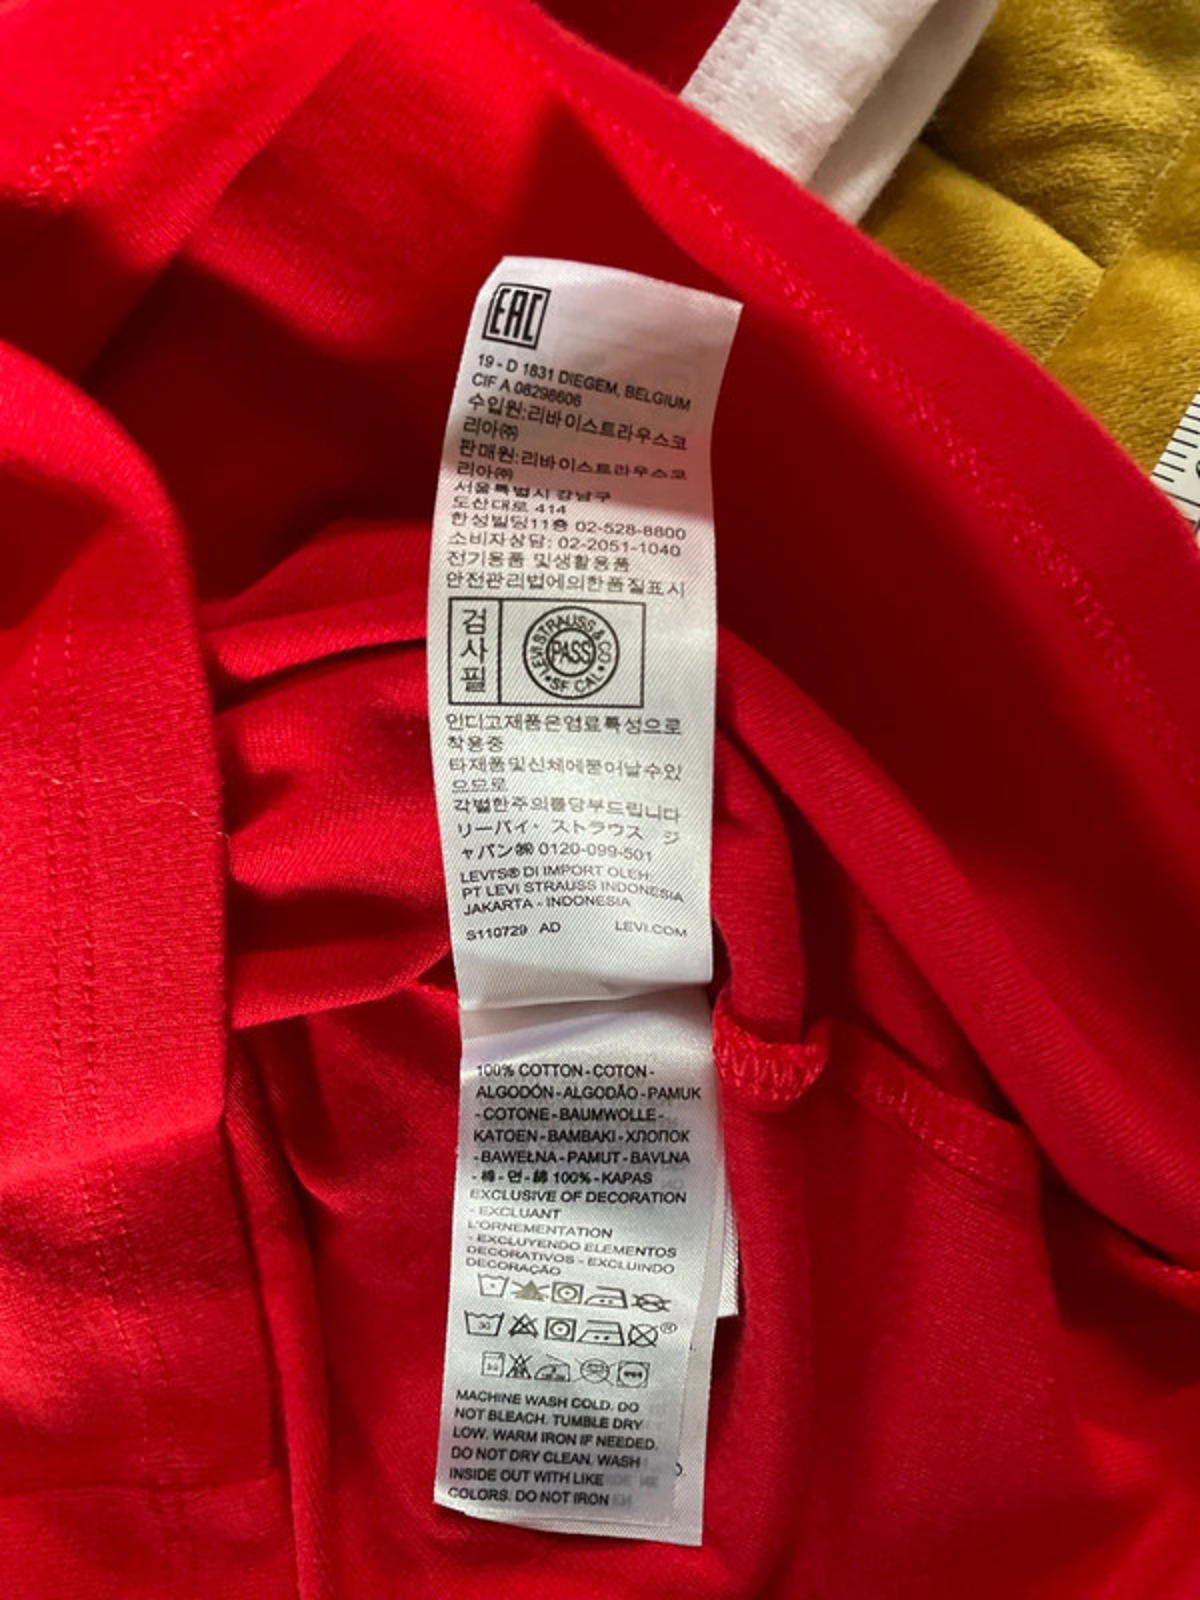 EAC
19 - D 1831 DIEGEM, BELGIUM
CIF A 08298606
수입원:리바이스트라우스코
리아㈜
판매원:리바이스트라우스코
리아㈜
서울특별시 강남구
도산대로 414
한성빌딩11층 02-528-8800
소비자상담: 02-2051-1040
전기용품 및생활용품
안전관리법에의한품질표시
검사필
LEVI STRAUSS & CO • SF CAL •
PASS
인디고제품은염료특성으로
착용중
타제품및신체에묻어날수있
으므로
각별한주의를당부드립니다
リーバイ・ストラウス ジ
ャパン㈱ 0120-099-501
LEVI'S® DI IMPORT OLEH:
PT LEVI STRAUSS INDONESIA
JAKARTA - INDONESIA
S110729 AD LEVI.COM
100% COTTON - COTON -
ALGODÓN - ALGODÃO - PAMUK
- COTONE - BAUMWOLLE -
KATOEN - BAMBAKI - ХЛОПОК
- BAWEŁNA - PAMUT - BAVLNA
- 棉 - 면 - 綿 100% - KAPAS
EXCLUSIVE OF DECORATION
- EXCLUANT
L'ORNEMENTATION
- EXCLUYENDO ELEMENTOS
DECORATIVOS - EXCLUINDO
DECORAÇÃO
30
MACHINE WASH COLD. DO
NOT BLEACH. TUMBLE DRY
LOW. WARM IRON IF NEEDED.
DO NOT DRY CLEAN. WASH
INSIDE OUT WITH LIKE
COLORS. DO NOT IRON